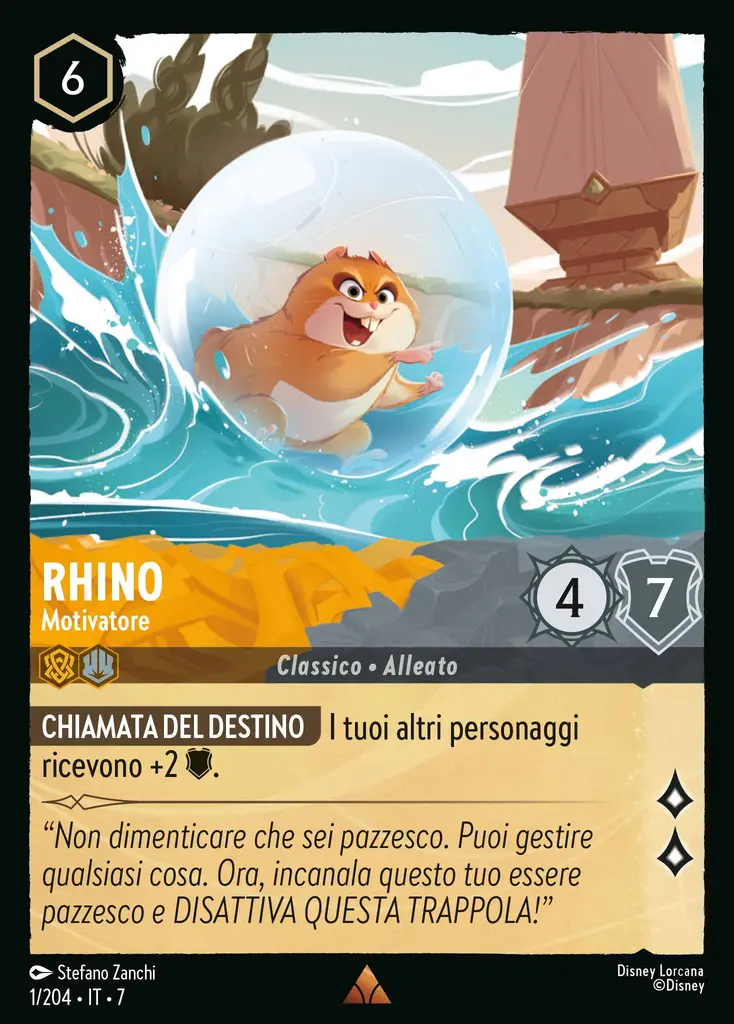 6
RHINO
Motivatore
4
7
Classico • Alleato
CHIAMATA DEL DESTINO I tuoi altri personaggi
ricevono +2 .
“Non dimenticare che sei pazzesco. Puoi gestire
qualsiasi cosa. Ora, incanala questo tuo essere
pazzesco e DISATTIVA QUESTA TRAPPOLA!”
Stefano Zanchi
1/204 • IT • 7
Disney Lorcana
©Disney